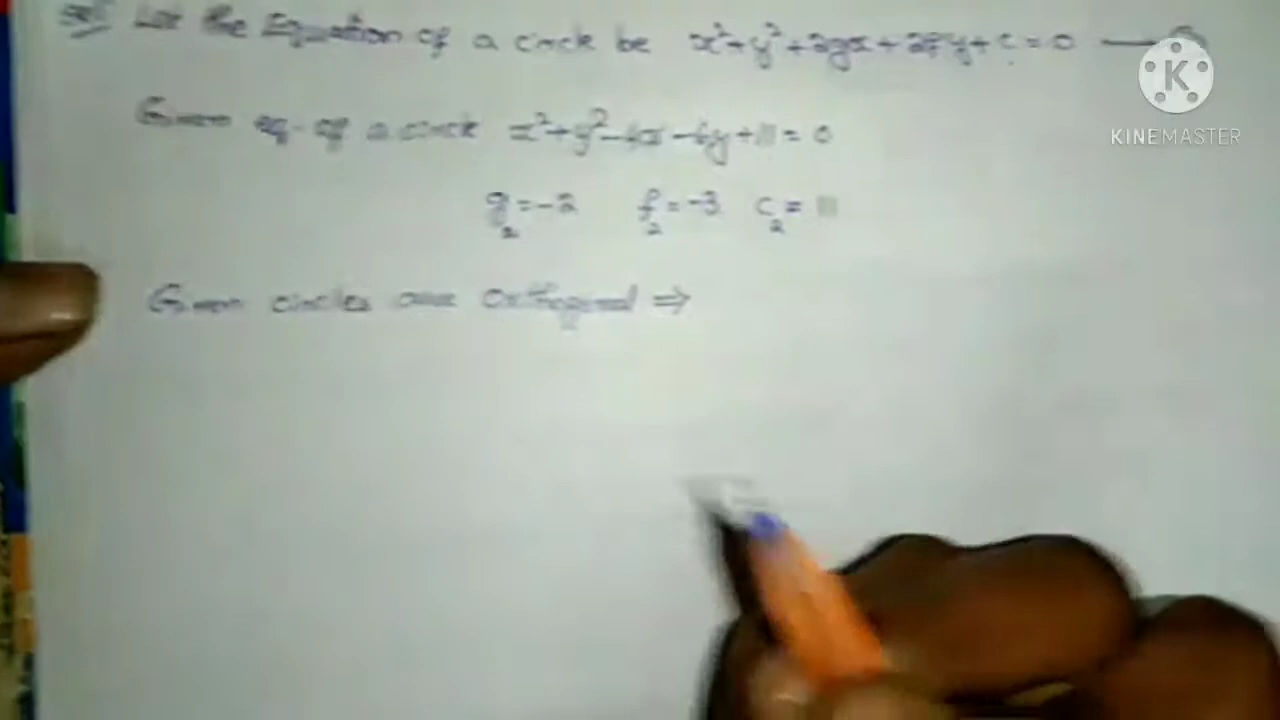 Sol: Let the Equation of a circle be x²+y²+2gx+2fy+c=0 —
K
KINEMASTER
Given eq. of a circle x²+y²-4x-6y+11=0
g₂=-2 f₂=-3 c₂=11
Given circles are Orthogonal ⇒